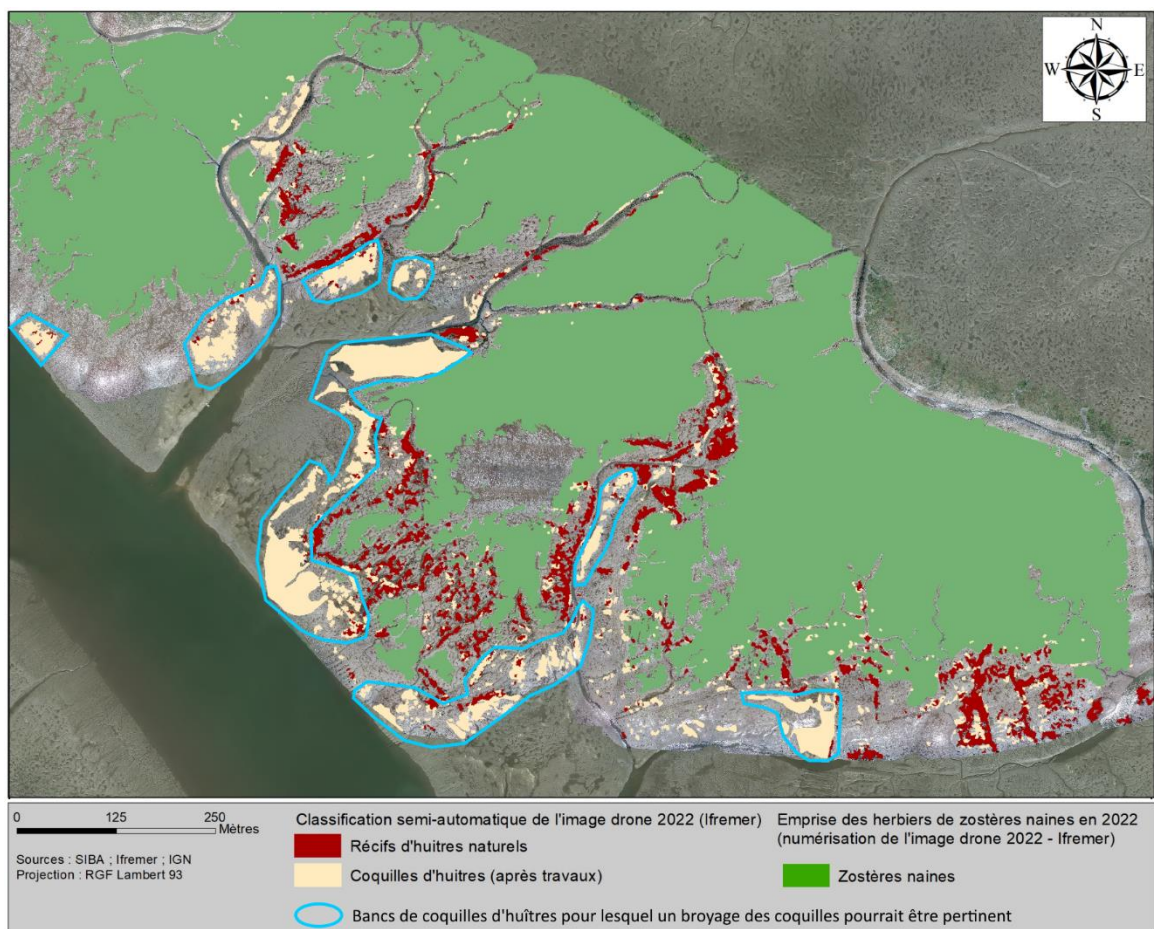 N
W E
S
0 125 250
Mètres
Sources : SIBA ; Ifremer ; IGN
Projection : RGF Lambert 93
Classification semi-automatique de l'image drone 2022 (Ifremer)
Récifs d'huitres naturels
Coquilles d'huitres (après travaux)
Emprise des herbiers de zostères naines en 2022
(numérisation de l'image drone 2022 - Ifremer)
Zostères naines
Bancs de coquilles d'huîtres pour lesquel un broyage des coquilles pourrait être pertinent